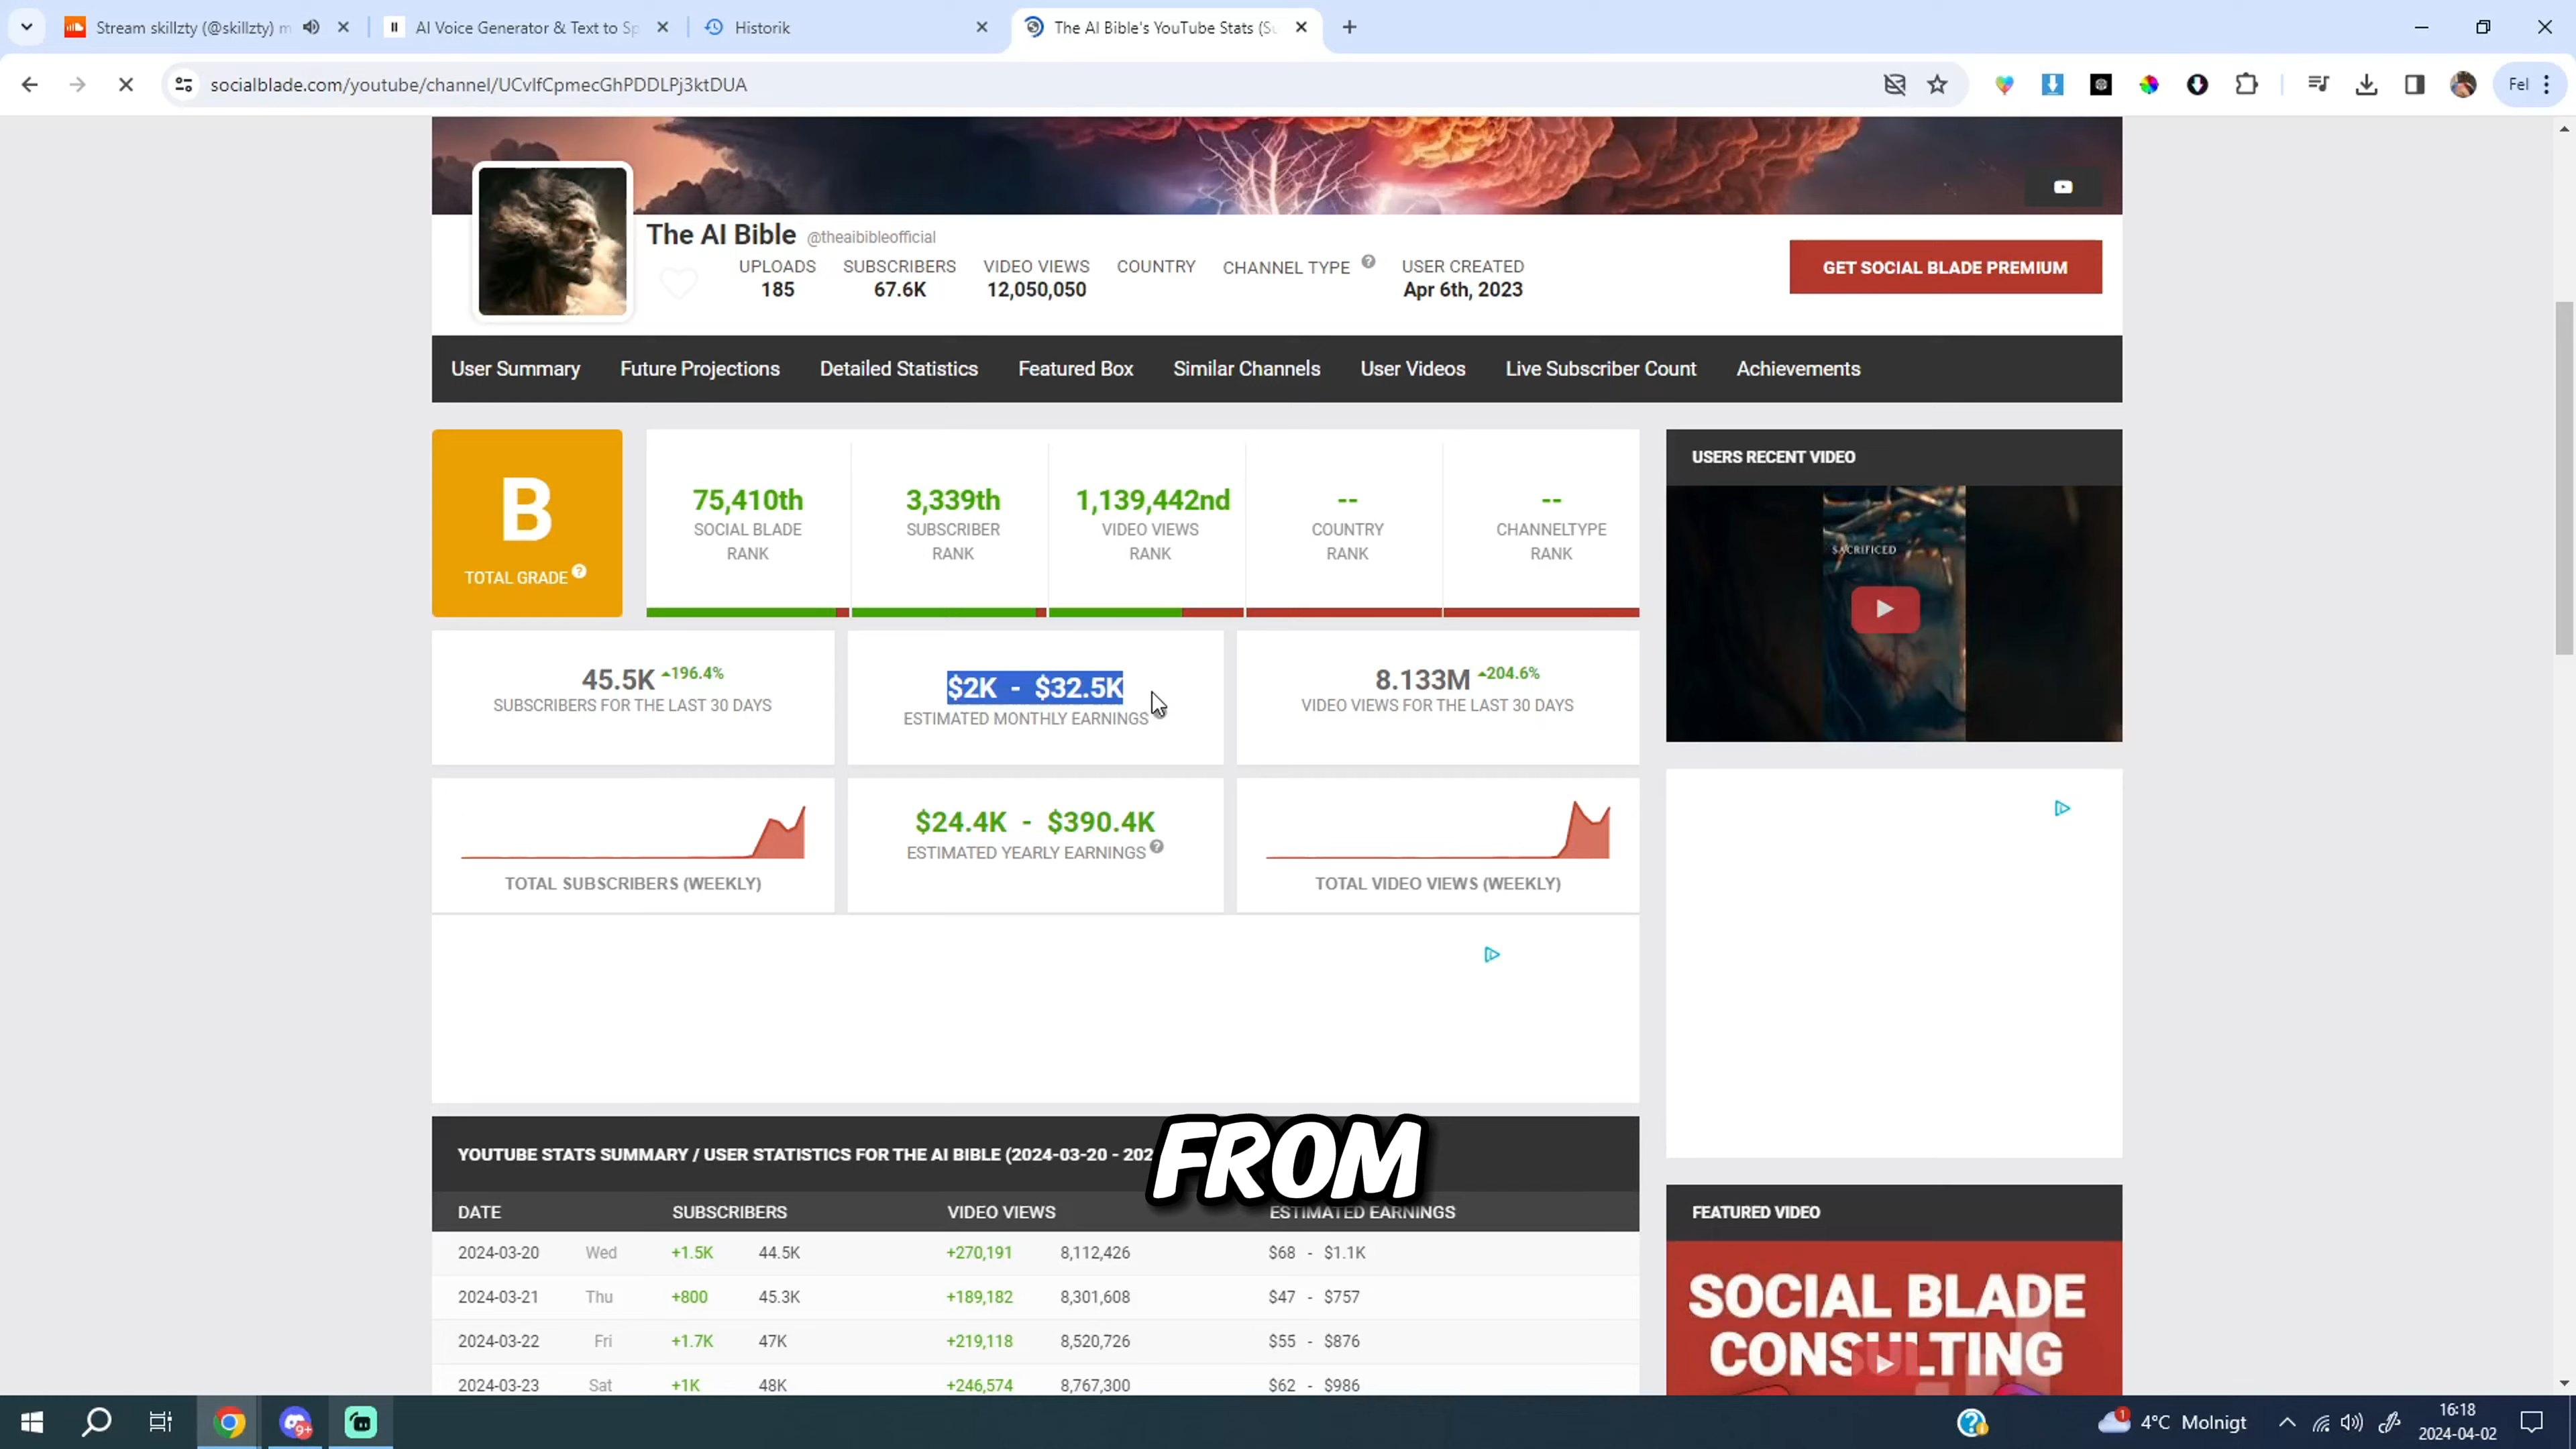 Stream skillzty (@skillzty) m
AI Voice Generator & Text to Sp
Historik
The AI Bible's YouTube Stats (Su
socialblade.com/youtube/channel/UCvIfCpmecGhPDDLPj3ktDUA
Fel
The AI Bible @theaibibleofficial
UPLOADS
185
SUBSCRIBERS
67.6K
VIDEO VIEWS
12,050,050
COUNTRY
CHANNEL TYPE
USER CREATED
Apr 6th, 2023
GET SOCIAL BLADE PREMIUM
User Summary Future Projections Detailed Statistics Featured Box Similar Channels User Videos Live Subscriber Count Achievements
B
TOTAL GRADE
75,410th
SOCIAL BLADE
RANK
3,339th
SUBSCRIBER
RANK
1,139,442nd
VIDEO VIEWS
RANK
--
COUNTRY
RANK
--
CHANNELTYPE
RANK
USERS RECENT VIDEO
SACRIFICED
45.5K 196.4%
SUBSCRIBERS FOR THE LAST 30 DAYS
$2K - $32.5K
ESTIMATED MONTHLY EARNINGS
8.133M 204.6%
VIDEO VIEWS FOR THE LAST 30 DAYS
TOTAL SUBSCRIBERS (WEEKLY)
$24.4K - $390.4K
ESTIMATED YEARLY EARNINGS
TOTAL VIDEO VIEWS (WEEKLY)
FROM
YOUTUBE STATS SUMMARY / USER STATISTICS FOR THE AI BIBLE (2024-03-20 - 202
DATE SUBSCRIBERS VIDEO VIEWS ESTIMATED EARNINGS
2024-03-20 Wed +1.5K 44.5K +270,191 8,112,426 $68 - $1.1K
2024-03-21 Thu +800 45.3K +189,182 8,301,608 $47 - $757
2024-03-22 Fri +1.7K 47K +219,118 8,520,726 $55 - $876
2024-03-23 Sat +1K 48K +246,574 8,767,300 $62 - $986
FEATURED VIDEO
SOCIAL BLADE
CONSULTING
9+
1
4°C Molnigt
16:18
2024-04-02